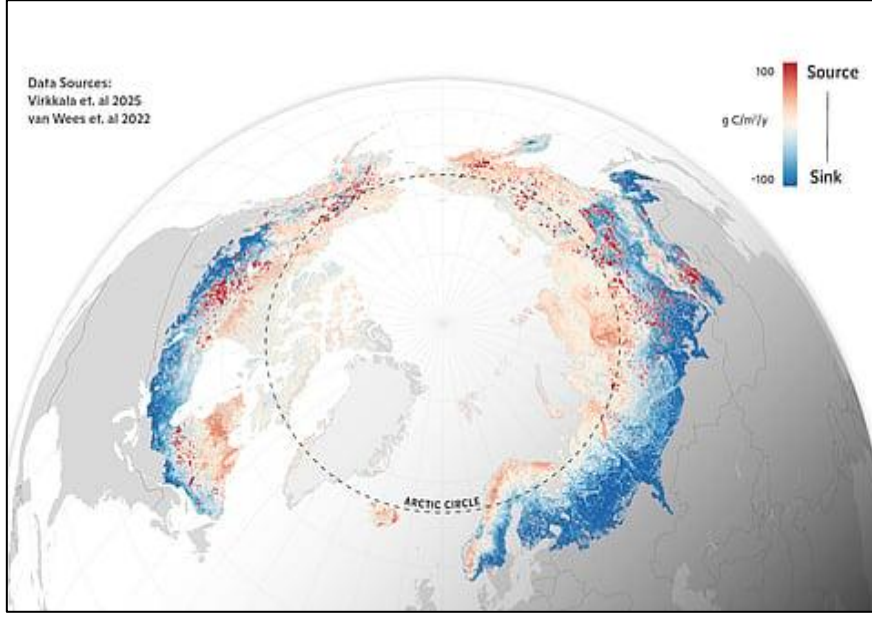 Data Sources:
Virkkala et. al 2025
van Wees et. al 2022
100
Source
g C/m²/y
-100
Sink
ARCTIC CIRCLE